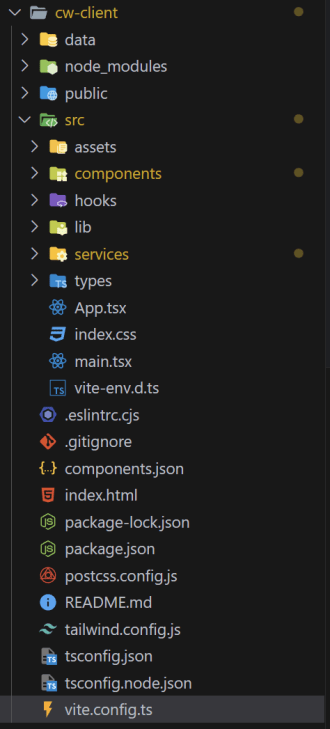 cw-client
data
node_modules
public
src
assets
components
hooks
lib
services
types
App.tsx
index.css
main.tsx
vite-env.d.ts
.eslintrc.cjs
.gitignore
components.json
index.html
package-lock.json
package.json
postcss.config.js
README.md
tailwind.config.js
tsconfig.json
tsconfig.node.json
vite.config.ts